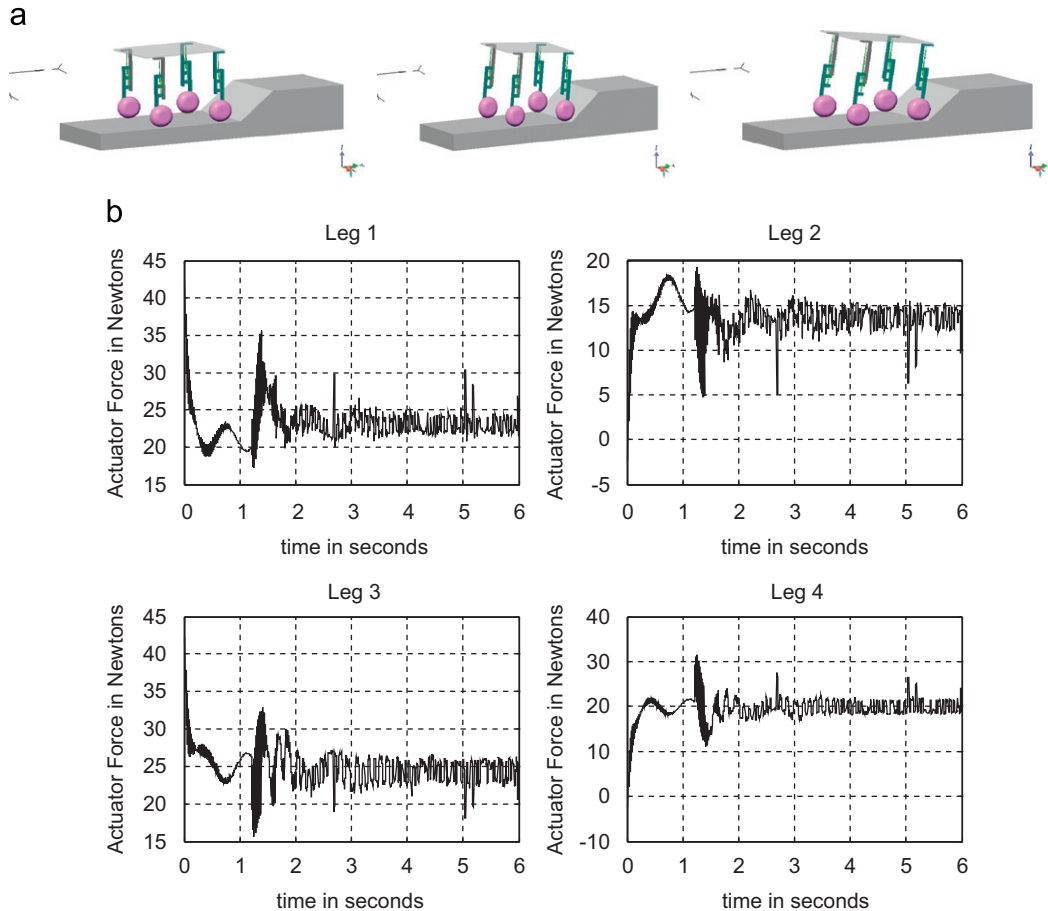 a
b
Leg 1
Actuator Force in Newtons
45
40
35
30
25
20
15
0 1 2 3 4 5 6
time in seconds
Leg 2
Actuator Force in Newtons
20
15
10
5
0
-5
0 1 2 3 4 5 6
time in seconds
Leg 3
Actuator Force in Newtons
45
40
35
30
25
20
15
0 1 2 3 4 5 6
time in seconds
Leg 4
Actuator Force in Newtons
40
30
20
10
0
-10
0 1 2 3 4 5 6
time in seconds